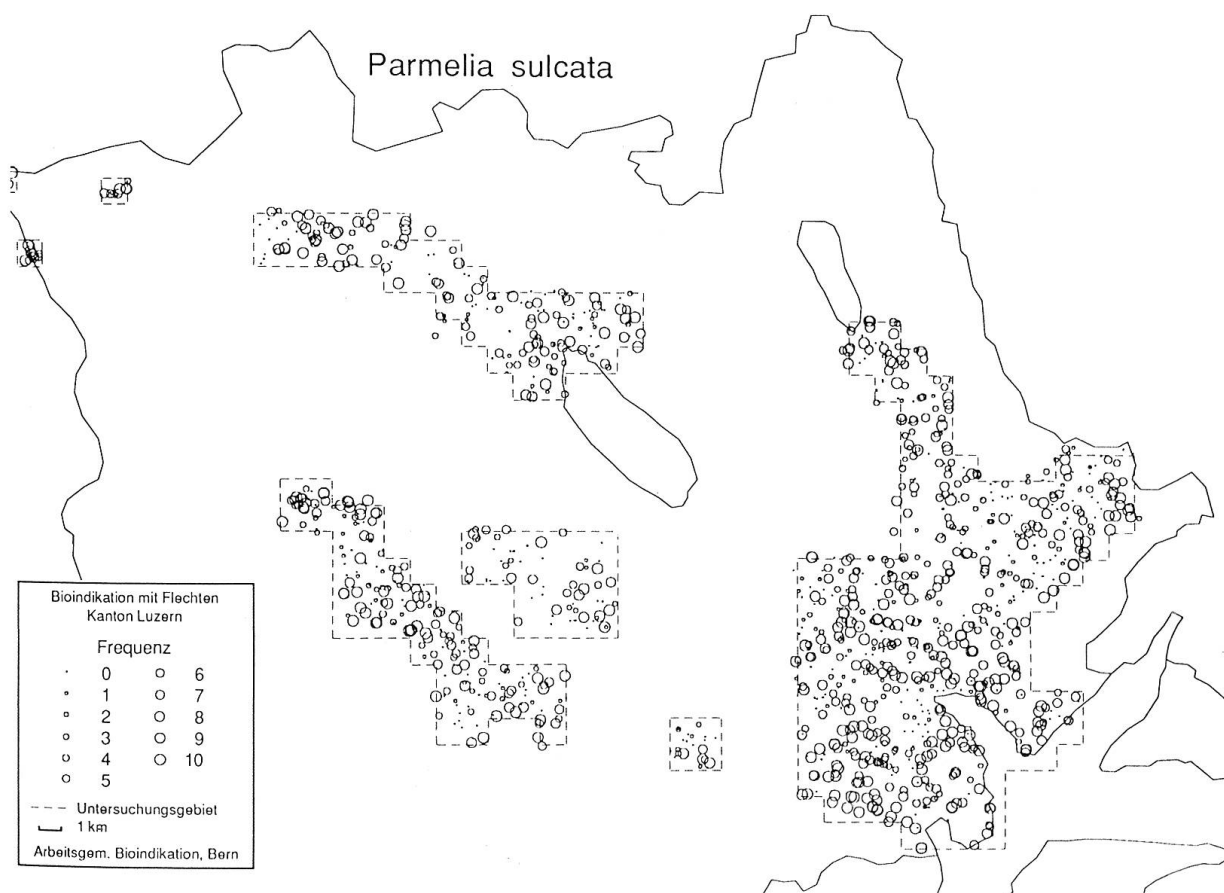 Parmelia sulcata
Bioindikation mit Flechten
Kanton Luzern
Frequenz
0 6
1 7
2 8
3 9
4 10
5
Untersuchungsgebiet
1 km
Arbeitsgem. Bioindikation, Bern